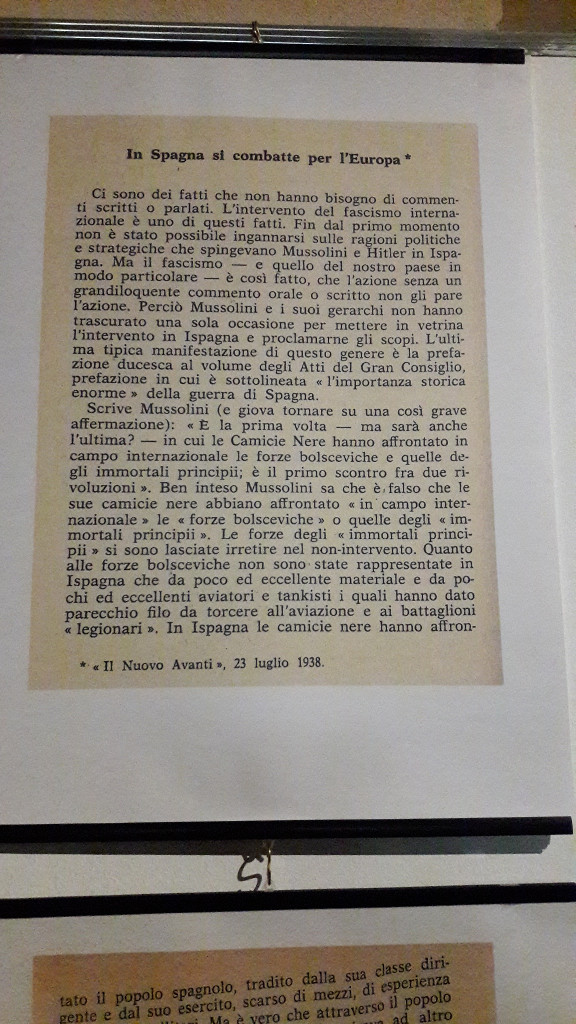 In Spagna si combatte per l'Europa *
Ci sono dei fatti che non hanno bisogno di commen-
ti scritti o parlati. L'intervento del fascismo interna-
zionale è uno di questi fatti. Fin dal primo momento
non è stato possibile ingannarsi sulle ragioni politiche
e strategiche che spingevano Mussolini e Hitler in Ispa-
gna. Ma il fascismo — e quello del nostro paese in
modo particolare — è così fatto, che l'azione senza un
grandiloquente commento orale o scritto non gli pare
l'azione. Perciò Mussolini e i suoi gerarchi non hanno
trascurato una sola occasione per mettere in vetrina
l'intervento in Ispagna e proclamarne gli scopi. L'ulti-
ma tipica manifestazione di questo genere è la prefa-
zione ducesca al volume degli Atti del Gran Consiglio,
prefazione in cui è sottolineata « l'importanza storica
enorme » della guerra di Spagna.
Scrive Mussolini (e giova tornare su una così grave
affermazione): « È la prima volta — ma sarà anche
l'ultima? — in cui le Camicie Nere hanno affrontato in
campo internazionale le forze bolsceviche e quelle de-
gli immortali principii; è il primo scontro fra due ri-
voluzioni ». Ben inteso Mussolini sa che è falso che le
sue camicie nere abbiano affrontato « in campo inter-
nazionale » le « forze bolsceviche » o quelle degli « im-
mortali principii ». Le forze degli « immortali princi-
pii » si sono lasciate irretire nel non-intervento. Quanto
alle forze bolsceviche non sono state rappresentate in
Ispagna che da poco ed eccellente materiale e da po-
chi ed eccellenti aviatori e tankisti i quali hanno dato
parecchio filo da torcere all'aviazione e ai battaglioni
« legionari ». In Ispagna le camicie nere hanno affron-
* « Il Nuovo Avanti », 23 luglio 1938.
tato il popolo spagnolo, tradito dalla sua classe diri-
gente e dal suo esercito, scarso di mezzi, di esperienza
Ma è vero che attraverso il popolo
ad altro